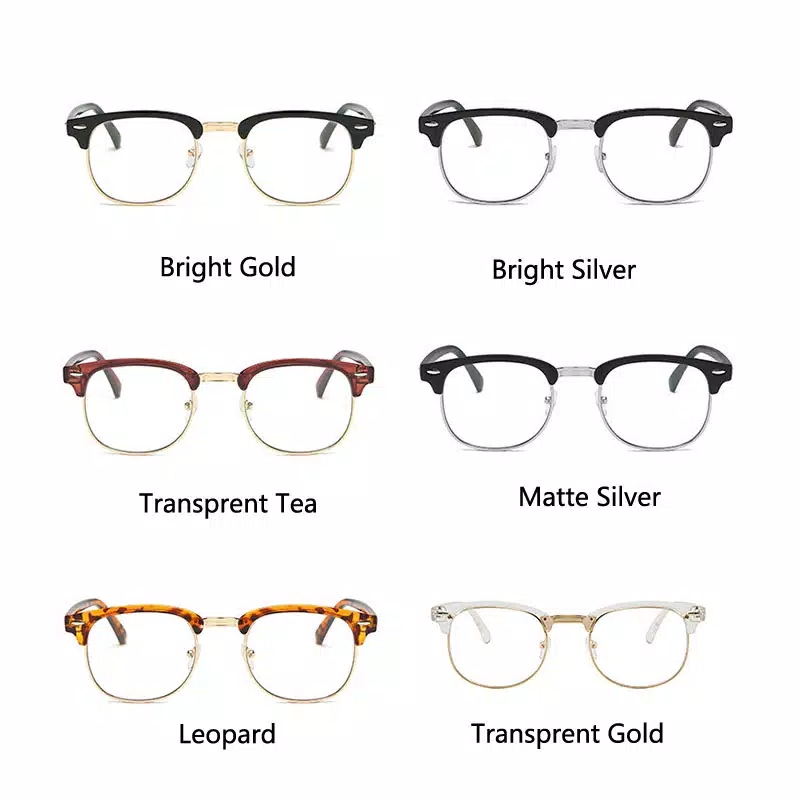 Bright Gold
Bright Silver
Transprent Tea
Matte Silver
Leopard
Transprent Gold